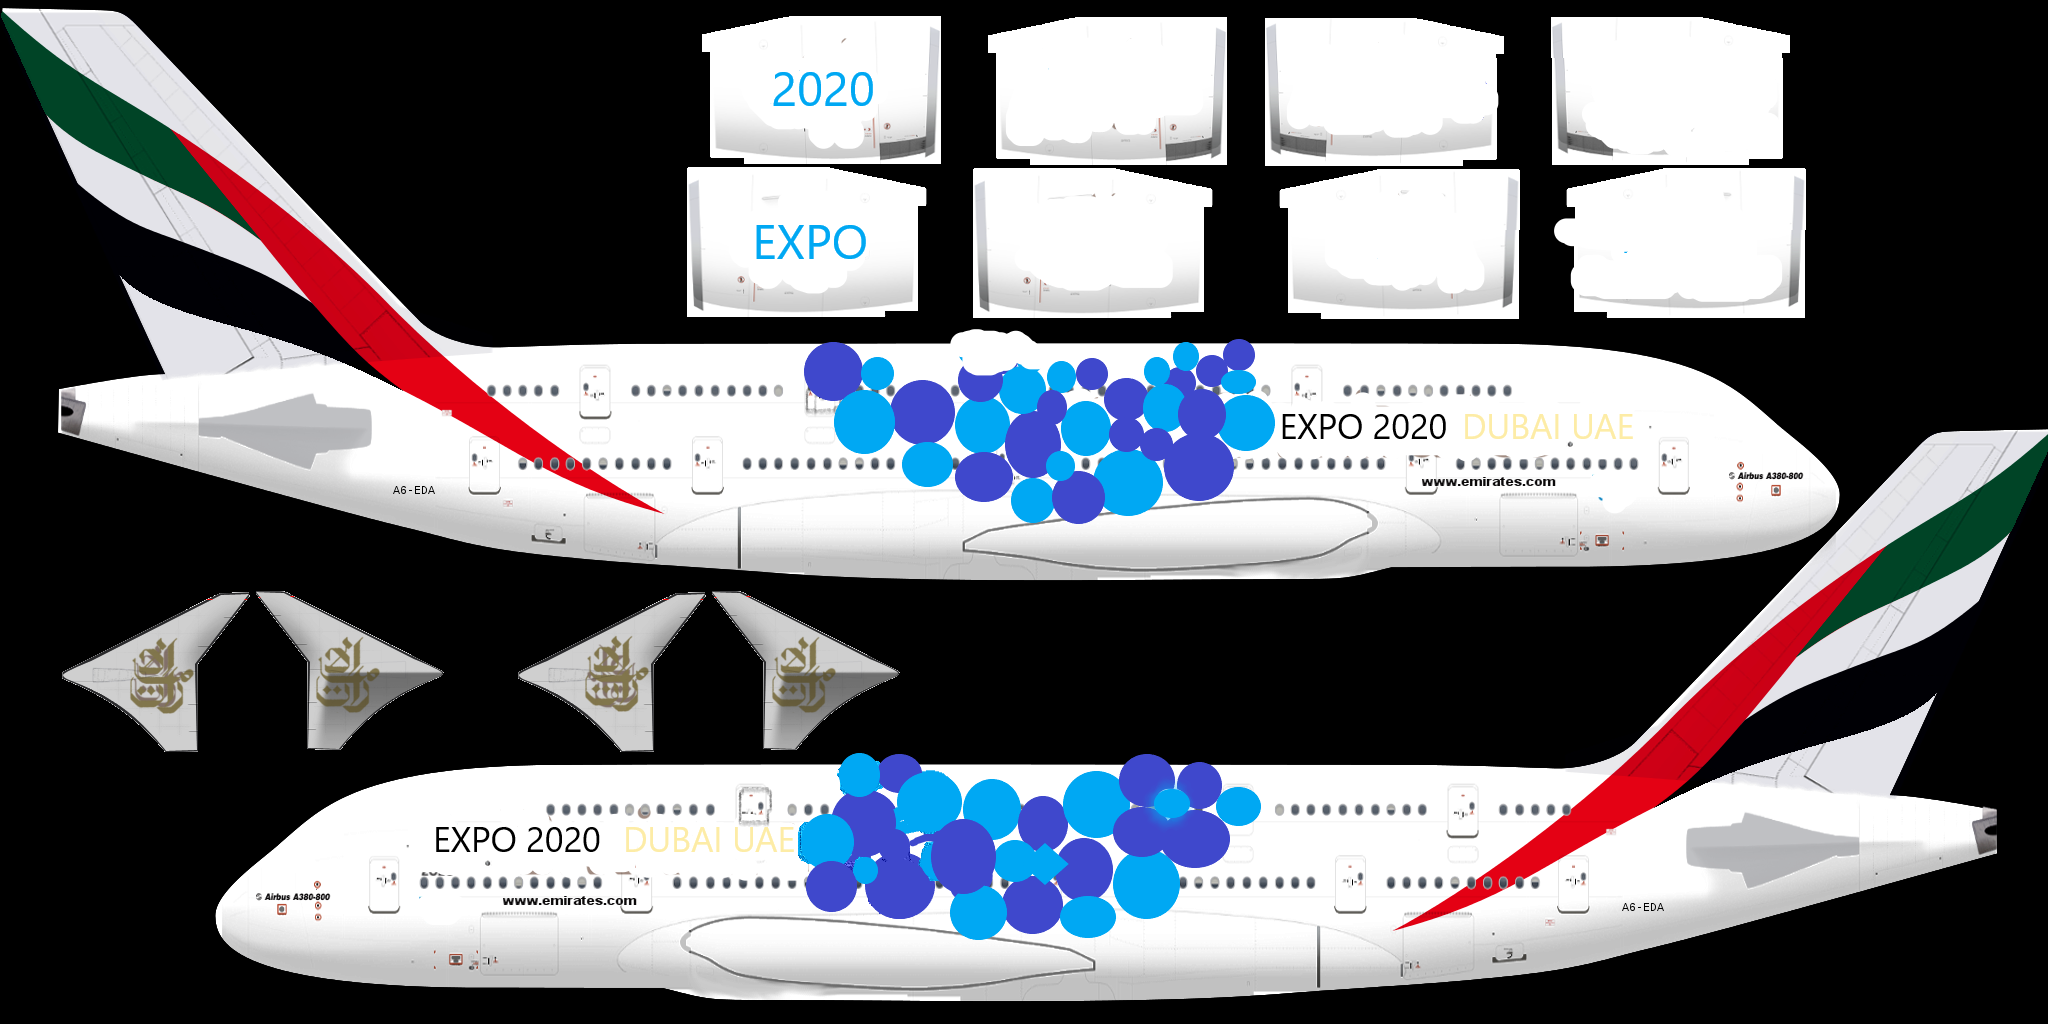 2020
EXPO
EXPO 2020 DUBAI UAE
www.emirates.com
Airbus A380-800
A6-EDA
EXPO 2020 DUBAI UAE
Airbus A380-800
www.emirates.com
A6-EDA